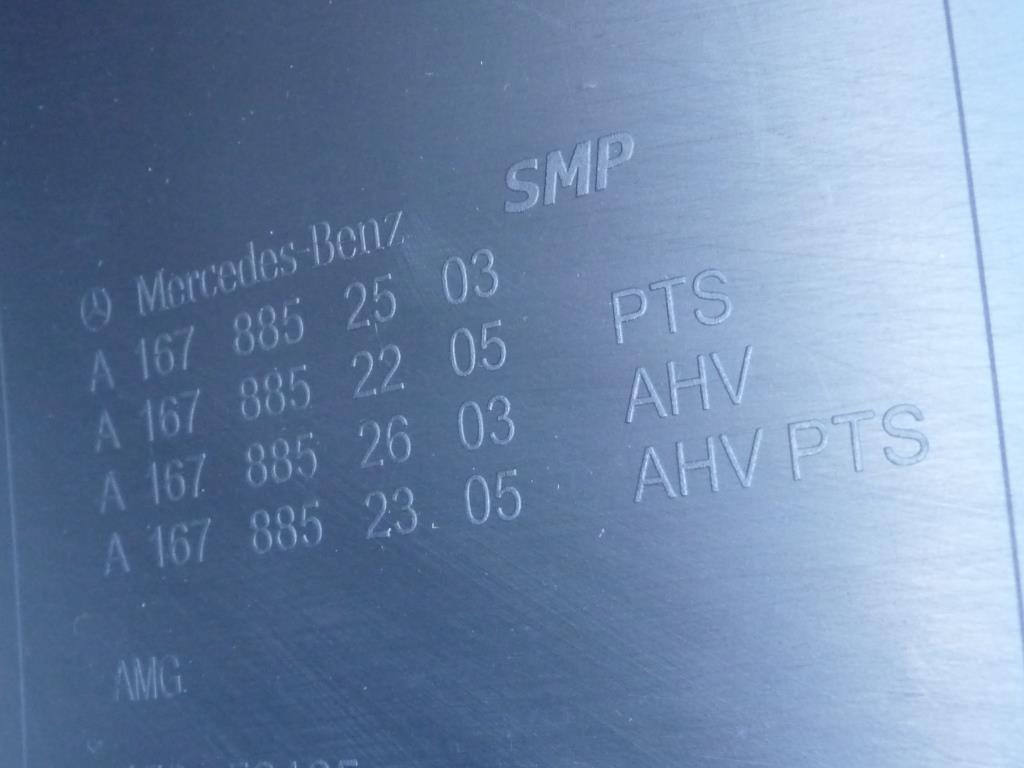 SMP
Mercedes-Benz
A 167 885 25 03
A 167 885 22 05 PTS
A 167 885 26 03 AHV
A 167 885 23 05 AHV PTS
AMG